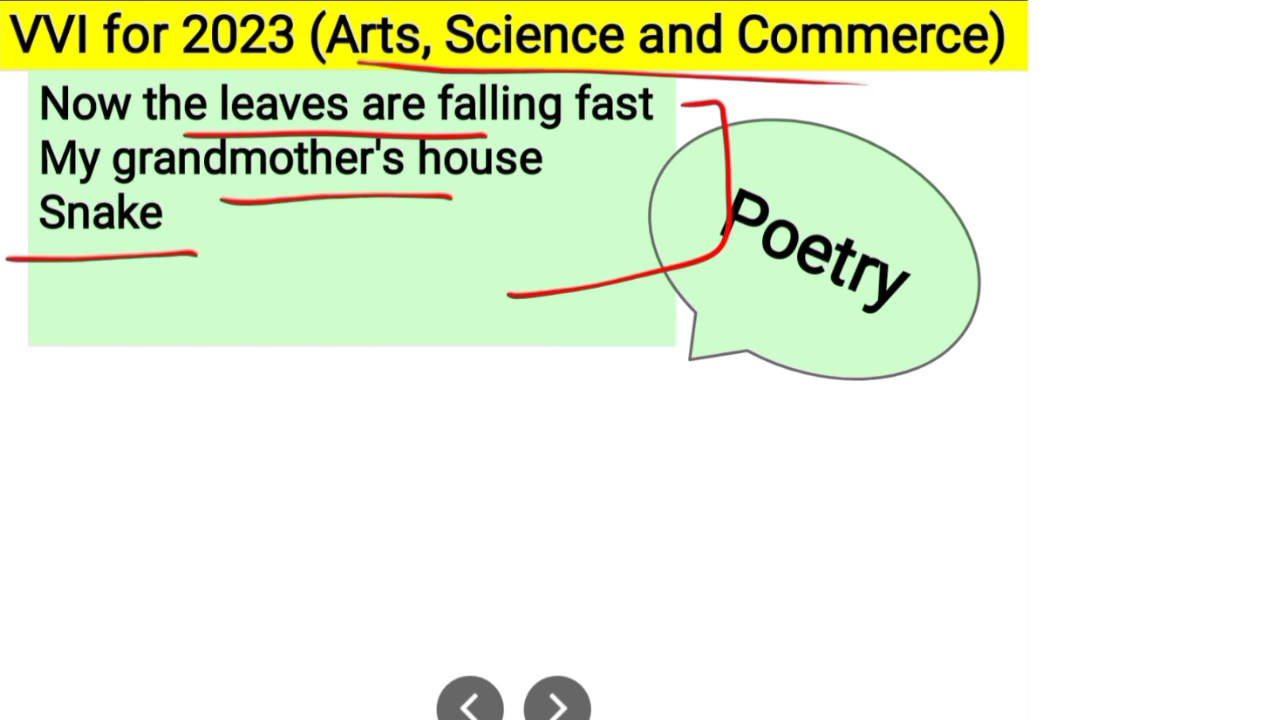 VVI for 2023 (Arts, Science and Commerce)
Now the leaves are falling fast
My grandmother's house
Snake
Poetry